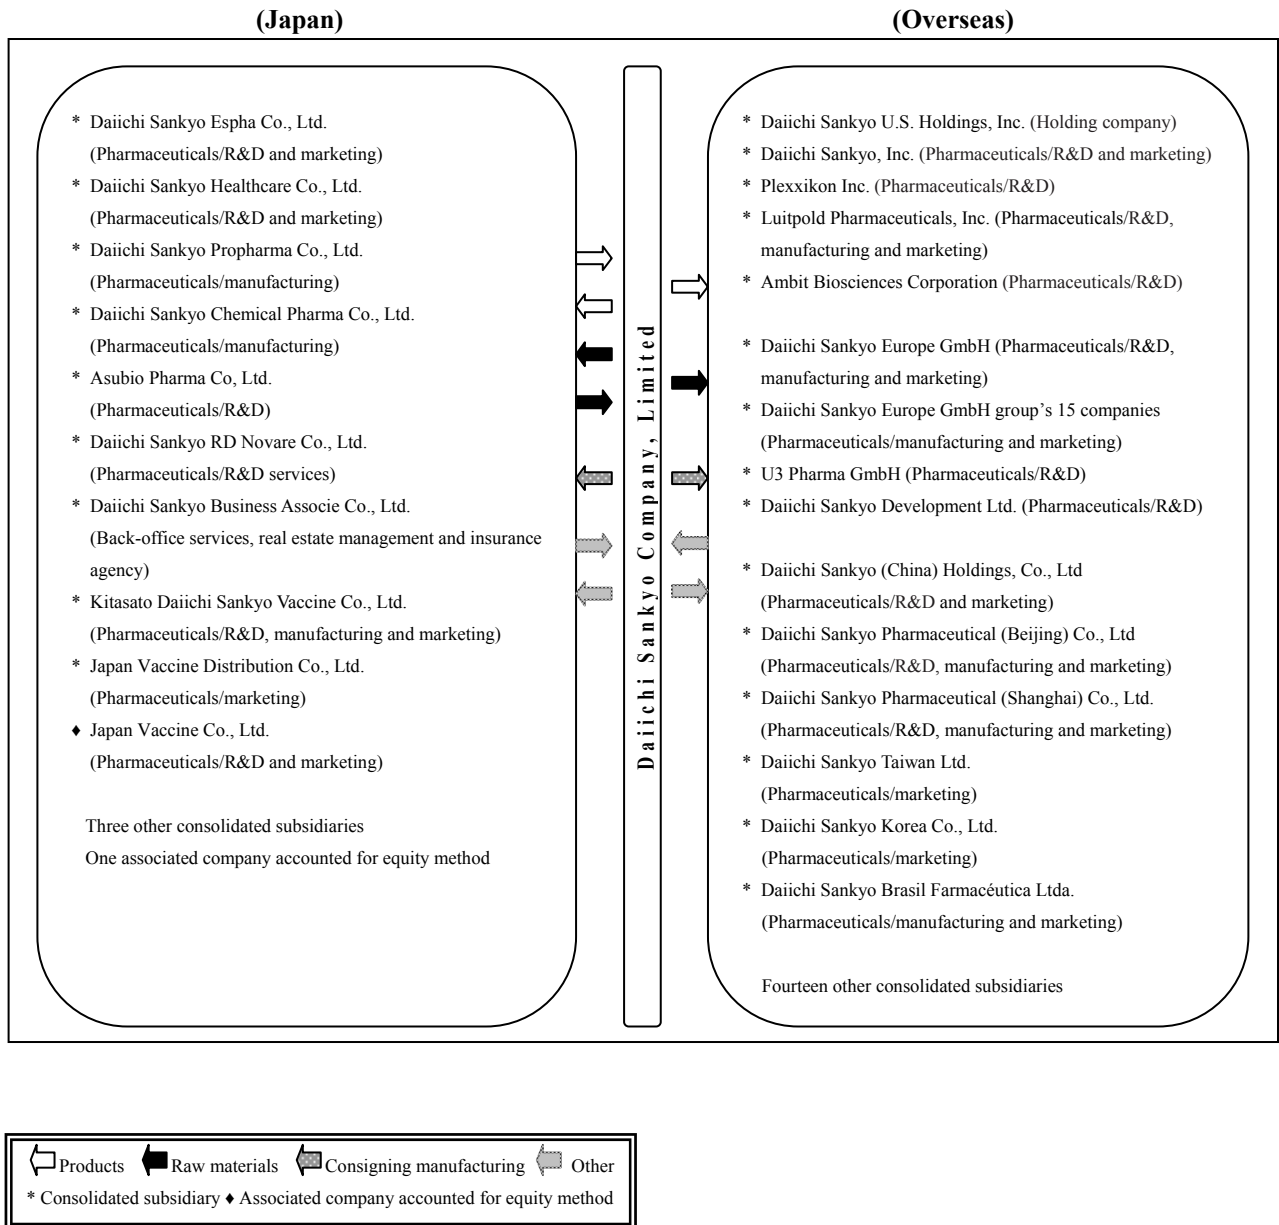 (Japan)
(Overseas)
* Daiichi Sankyo Espha Co., Ltd.
(Pharmaceuticals/R&D and marketing)
* Daiichi Sankyo Healthcare Co., Ltd.
(Pharmaceuticals/R&D and marketing)
* Daiichi Sankyo Propharma Co., Ltd.
(Pharmaceuticals/manufacturing)
* Daiichi Sankyo Chemical Pharma Co., Ltd.
(Pharmaceuticals/manufacturing)
* Asubio Pharma Co, Ltd.
(Pharmaceuticals/R&D)
* Daiichi Sankyo RD Novare Co., Ltd.
(Pharmaceuticals/R&D services)
* Daiichi Sankyo Business Associe Co., Ltd.
(Back-office services, real estate management and insurance
agency)
* Kitasato Daiichi Sankyo Vaccine Co., Ltd.
(Pharmaceuticals/R&D, manufacturing and marketing)
* Japan Vaccine Distribution Co., Ltd.
(Pharmaceuticals/marketing)
♦ Japan Vaccine Co., Ltd.
(Pharmaceuticals/R&D and marketing)
Three other consolidated subsidiaries
One associated company accounted for equity method
Daiichi Sankyo Company, Limited
* Daiichi Sankyo U.S. Holdings, Inc. (Holding company)
* Daiichi Sankyo, Inc. (Pharmaceuticals/R&D and marketing)
* Plexxikon Inc. (Pharmaceuticals/R&D)
* Luitpold Pharmaceuticals, Inc. (Pharmaceuticals/R&D,
manufacturing and marketing)
* Ambit Biosciences Corporation (Pharmaceuticals/R&D)
* Daiichi Sankyo Europe GmbH (Pharmaceuticals/R&D,
manufacturing and marketing)
* Daiichi Sankyo Europe GmbH group's 15 companies
(Pharmaceuticals/manufacturing and marketing)
* U3 Pharma GmbH (Pharmaceuticals/R&D)
* Daiichi Sankyo Development Ltd. (Pharmaceuticals/R&D)
* Daiichi Sankyo (China) Holdings, Co., Ltd
(Pharmaceuticals/R&D and marketing)
* Daiichi Sankyo Pharmaceutical (Beijing) Co., Ltd
(Pharmaceuticals/R&D, manufacturing and marketing)
* Daiichi Sankyo Pharmaceutical (Shanghai) Co., Ltd.
(Pharmaceuticals/R&D, manufacturing and marketing)
* Daiichi Sankyo Taiwan Ltd.
(Pharmaceuticals/marketing)
* Daiichi Sankyo Korea Co., Ltd.
(Pharmaceuticals/marketing)
* Daiichi Sankyo Brasil Farmacéutica Ltda.
(Pharmaceuticals/manufacturing and marketing)
Fourteen other consolidated subsidiaries
Products Raw materials Consigning manufacturing Other
* Consolidated subsidiary ♦ Associated company accounted for equity method